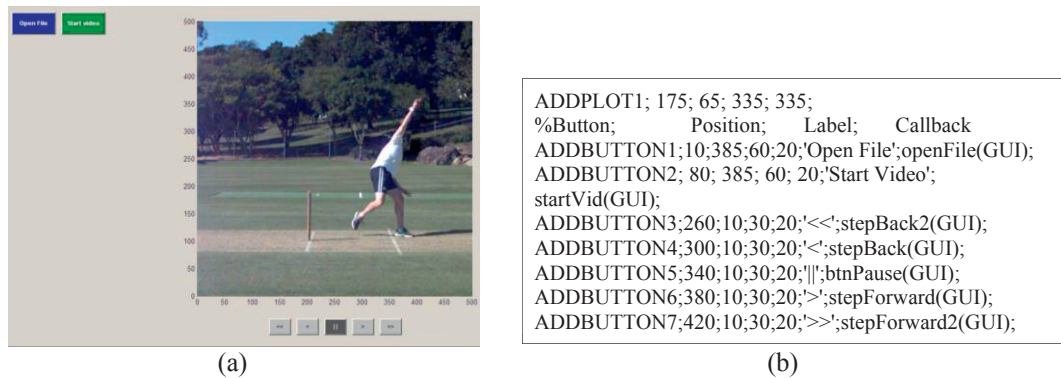 Open File Start video
500
450
400
350
300
250
200
150
100
50
0
0 50 100 150 200 250 300 350 400 450 500
<< < || > >>
(a)
ADDPLOT1; 175; 65; 335; 335;
%Button; Position; Label; Callback
ADDBUTTON1;10;385;60;20;'Open File';openFile(GUI);
ADDBUTTON2; 80; 385; 60; 20;'Start Video';
startVid(GUI);
ADDBUTTON3;260;10;30;20;'<<';stepBack2(GUI);
ADDBUTTON4;300;10;30;20;'<';stepBack(GUI);
ADDBUTTON5;340;10;30;20;'||';btnPause(GUI);
ADDBUTTON6;380;10;30;20;'>';stepForward(GUI);
ADDBUTTON7;420;10;30;20;'>>';stepForward2(GUI);
(b)